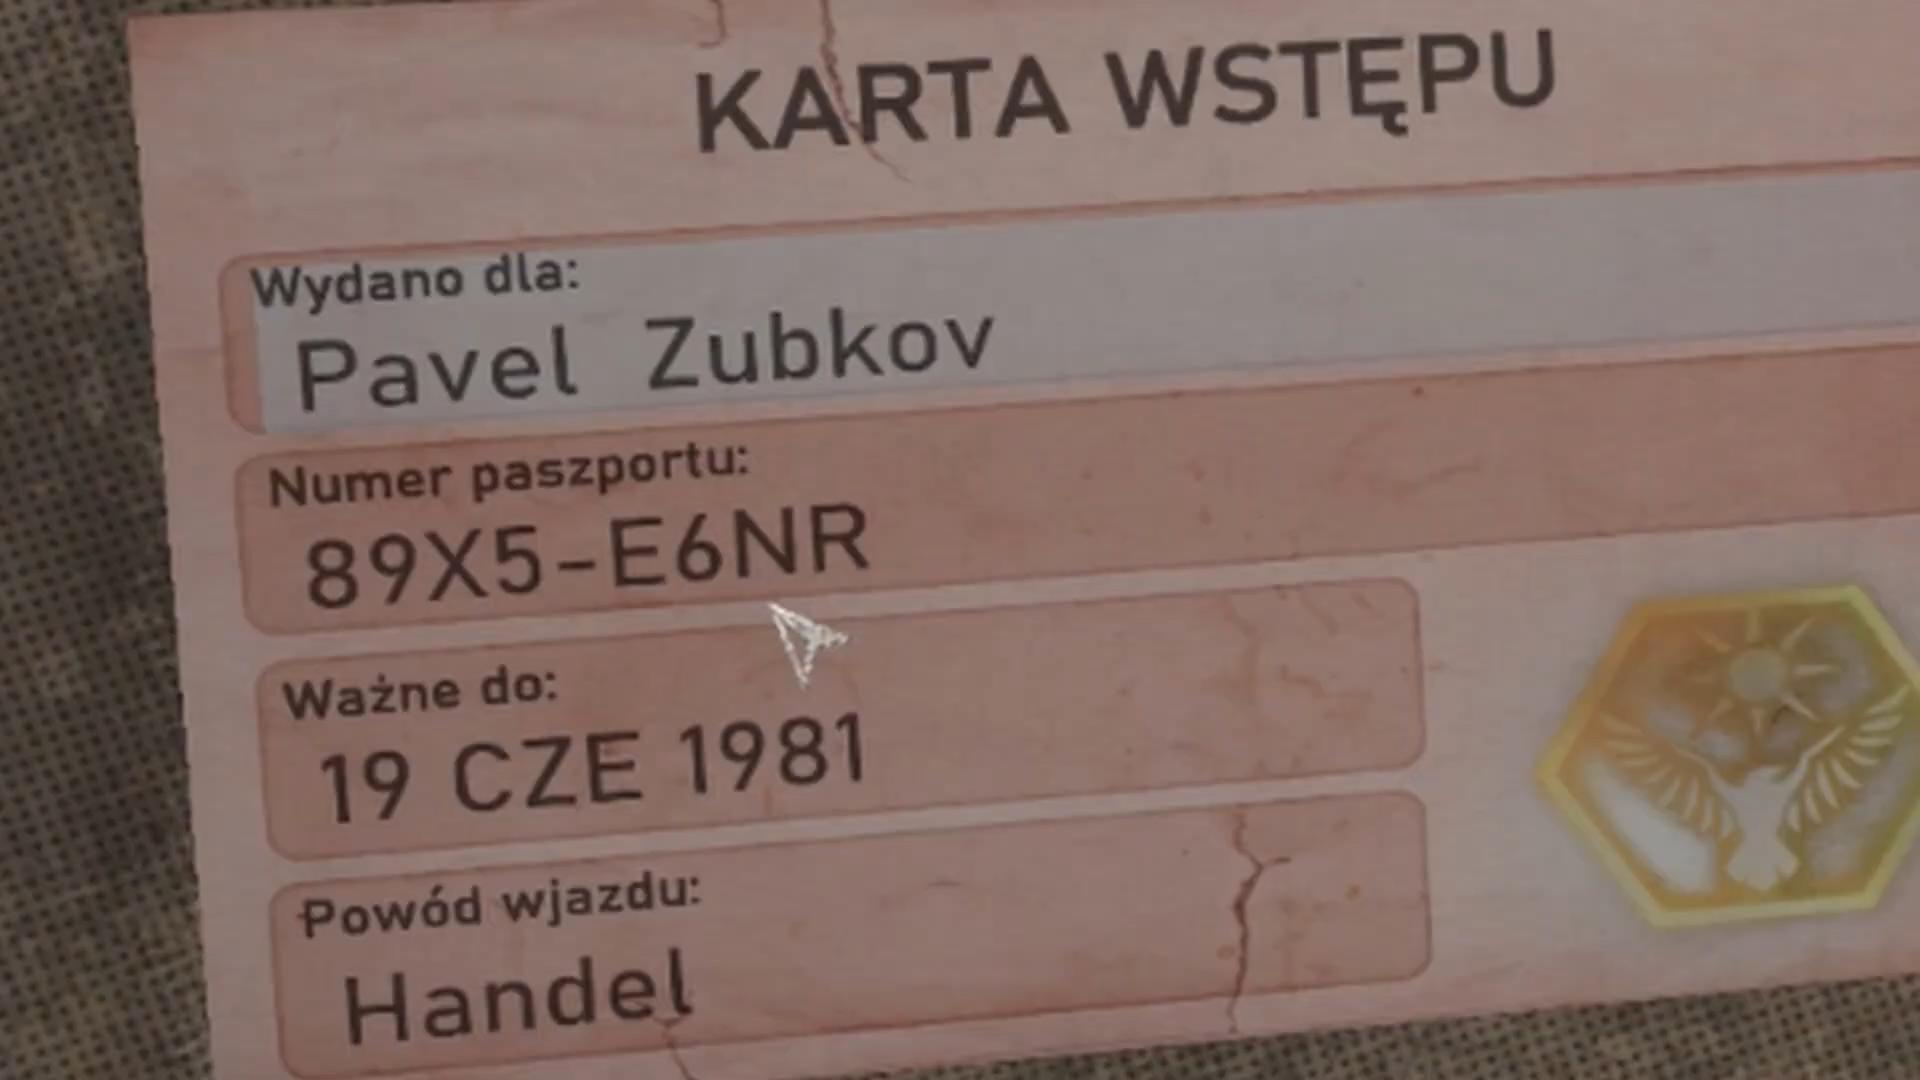 KARTA WSTĘPU
Wydano dla:
Pavel Zubkov
Numer paszportu:
89X5-E6NR
Ważne do:
19 CZE 1981
Powód wjazdu:
Handel